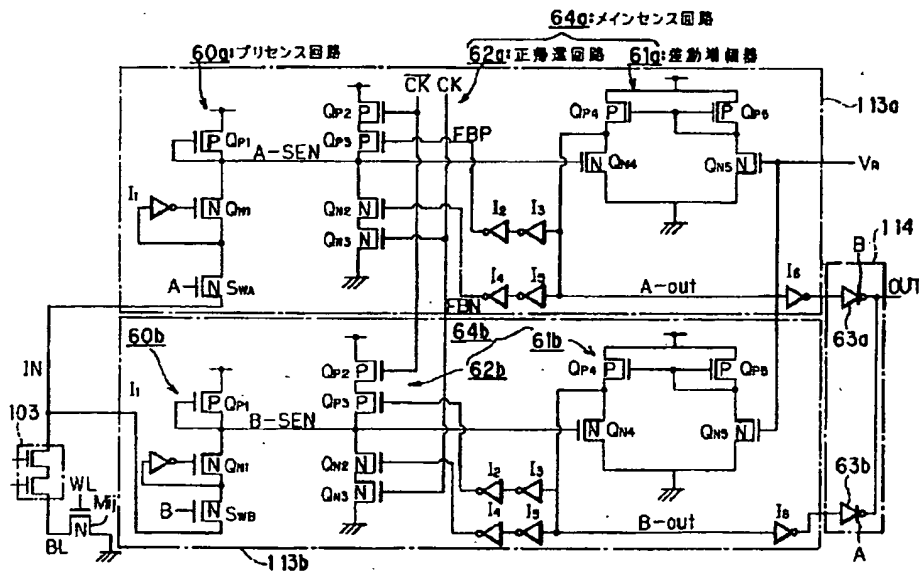 64a:メインセンス回路
60a:プリセンス回路
62a:正帰還回路
61a:差動増幅器
CK CK
113a
QP1
P
QP2
P
QP3
P
FBP
QP4
P
QP5
P
A-SEN
QN4
N
QN5
N
VR
I1
QN1
N
QN2
N
QN3
N
I2
I3
I4
I5
A-out
I6
FBN
A
SWA
N
B
114
OUT
63a
IN
60b
64b
62b
61b
QP1
P
QP2
P
QP3
P
QP4
P
QP5
P
I1
B-SEN
QN4
N
QN5
N
103
QN1
N
QN2
N
QN3
N
I2
I3
I4
I5
B-out
I6
63b
A
WL
Mij
N
BL
B
SWB
N
113b